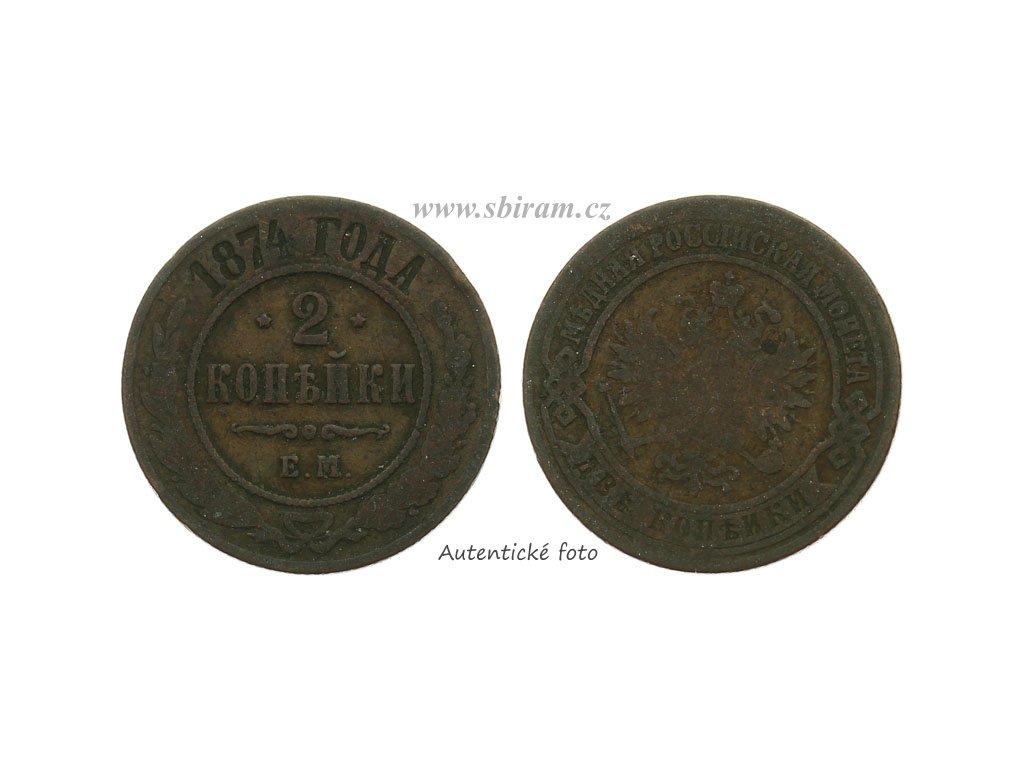 www.sbiram.cz
1874 ГОДА
2
КОПѢЙКИ
Е.М.
МѢДНАЯ РОССІЙСКАЯ МОНЕТА
ДВѢ КОПѢЙКИ
Autentické foto